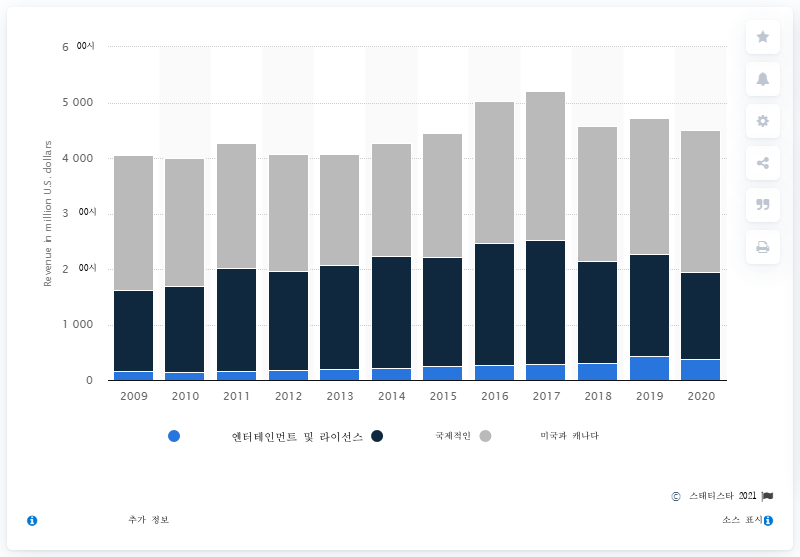 6 00시
5 000
4 000
3 00시
2 00시
1 000
0
Revenue in million U.S. dollars
2009 2010 2011 2012 2013 2014 2015 2016 2017 2018 2019 2020
엔터테인먼트 및 라이선스 국제적인 미국과 캐나다
© 스태티스타 2021
추가 정보 소스 표시